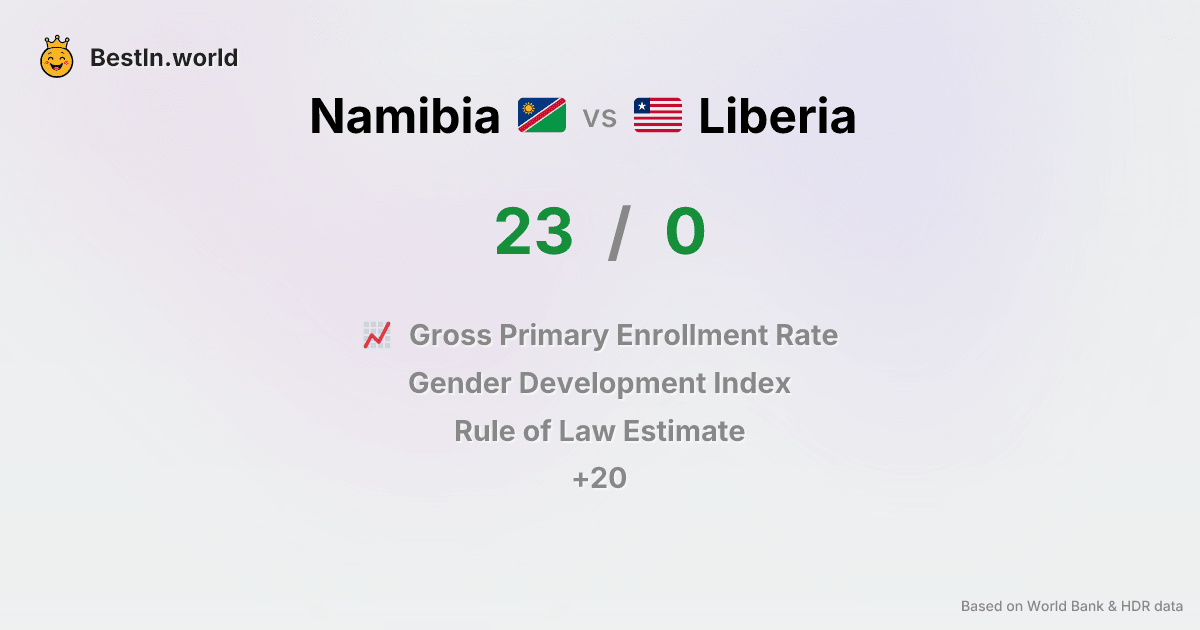 BestIn.world
Namibia vs Liberia
23 / 0
Gross Primary Enrollment Rate
Gender Development Index
Rule of Law Estimate
+20
Based on World Bank & HDR data